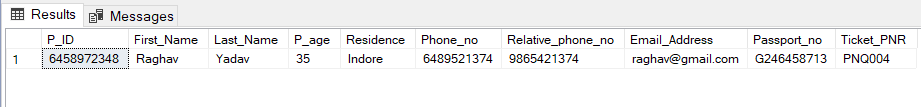 Results Messages
P_ID First_Name Last_Name P_age Residence Phone_no Relative_phone_no Email_Address Passport_no Ticket_PNR
1 6458972348 Raghav Yadav 35 Indore 6489521374 9865421374 raghav@gmail.com G246458713 PNQ004